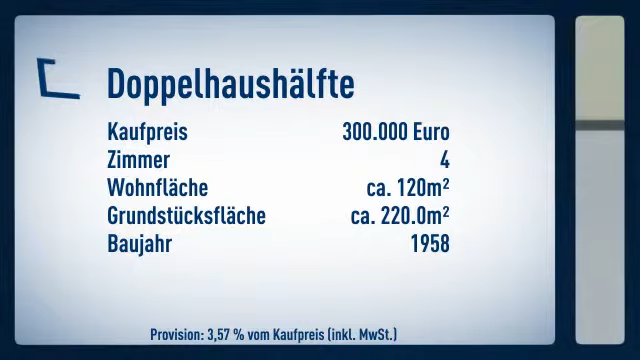 Doppelhaushälfte
Kaufpreis 300.000 Euro
Zimmer 4
Wohnfläche ca. 120m²
Grundstücksfläche ca. 220.0m²
Baujahr 1958
Provision: 3,57 % vom Kaufpreis (inkl. MwSt.)